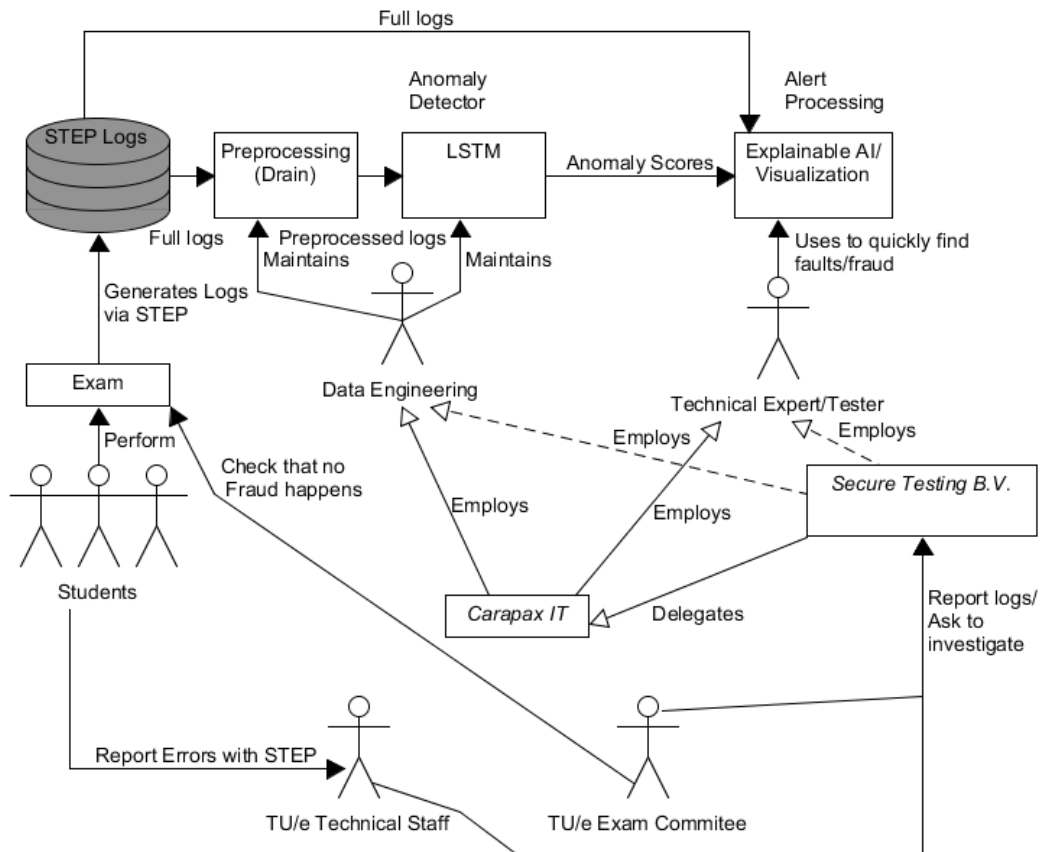 Full logs
Anomaly
Detector
Alert
Processing
STEP Logs
Preprocessing
(Drain)
LSTM
Anomaly Scores
Explainable AI/
Visualization
Full logs
Preprocessed logs
Maintains
Maintains
Uses to quickly find
faults/fraud
Generates Logs
via STEP
Exam
Data Engineering
Technical Expert/Tester
Perform
Employs
Employs
Check that no
Fraud happens
Secure Testing B.V.
Employs
Employs
Students
Carapax IT
Delegates
Report logs/
Ask to
investigate
Report Errors with STEP
TU/e Technical Staff
TU/e Exam Commitee